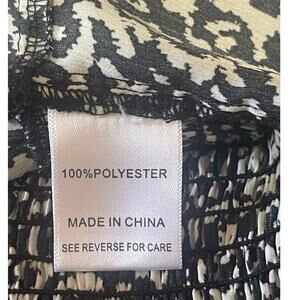 100%POLYESTER
MADE IN CHINA
SEE REVERSE FOR CARE